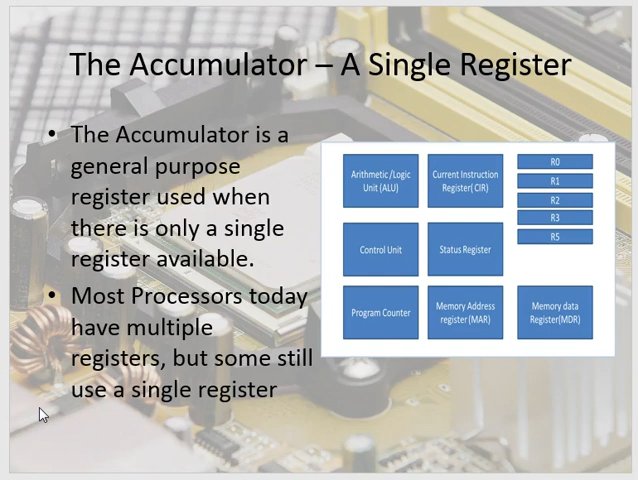 The Accumulator – A Single Register
• The Accumulator is a
general purpose
register used when
there is only a single
register available.
• Most Processors today
have multiple
registers, but some still
use a single register
Arithmetic /Logic
Unit (ALU)
Current Instruction
Register( CIR)
R0
R1
R2
R3
R5
Control Unit
Status Register
Program Counter
Memory Address
register (MAR)
Memory data
Register(MDR)